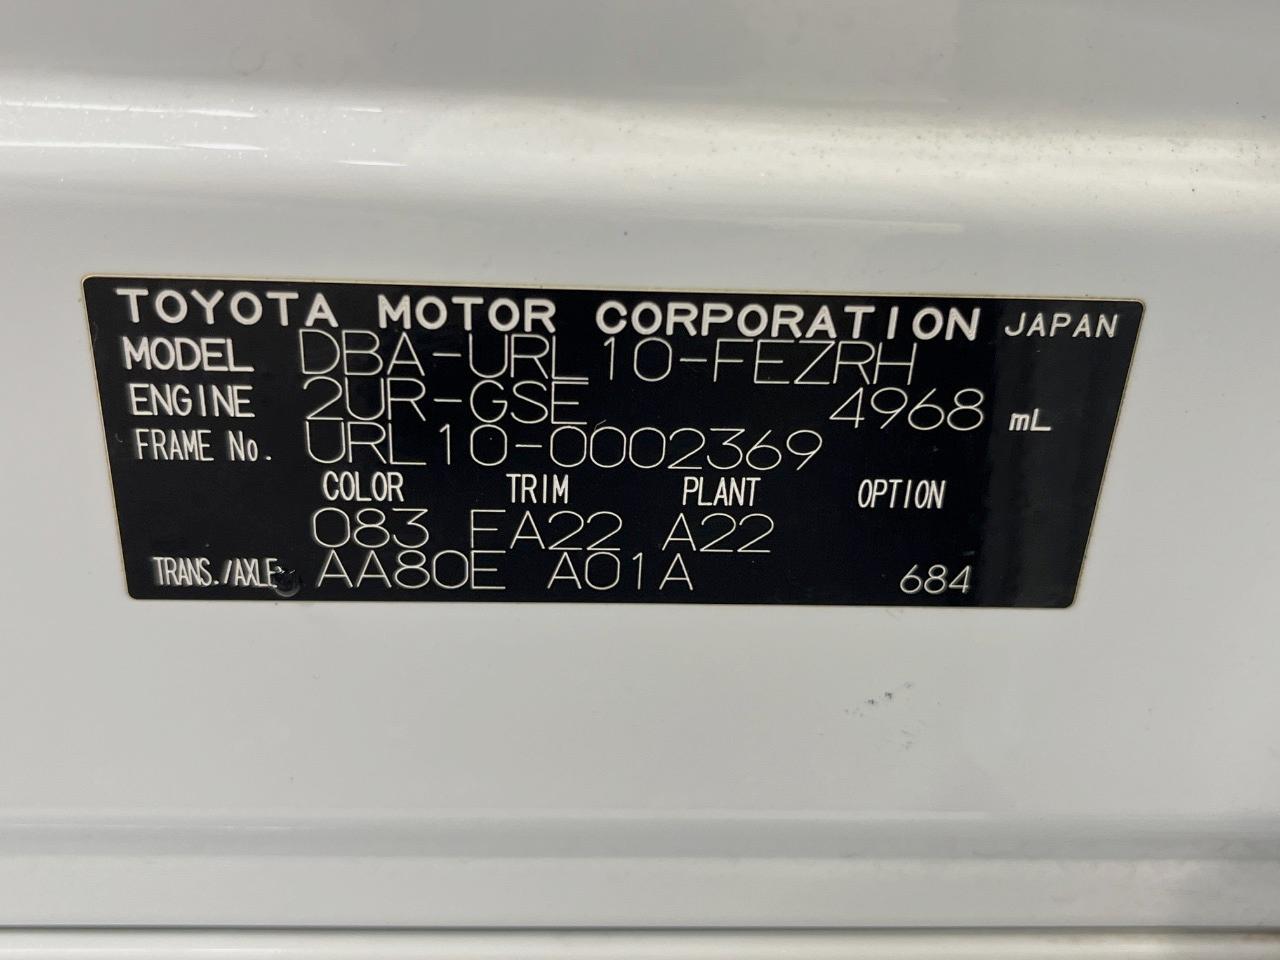 TOYOTA MOTOR CORPORATION JAPAN
MODEL DBA-URL10-FEZRH
ENGINE 2UR-GSE 4968 mL
FRAME No. URL10-0002369
COLOR TRIM PLANT OPTION
083 EA22 A22
TRANS./AXLE AA80E A01A 684